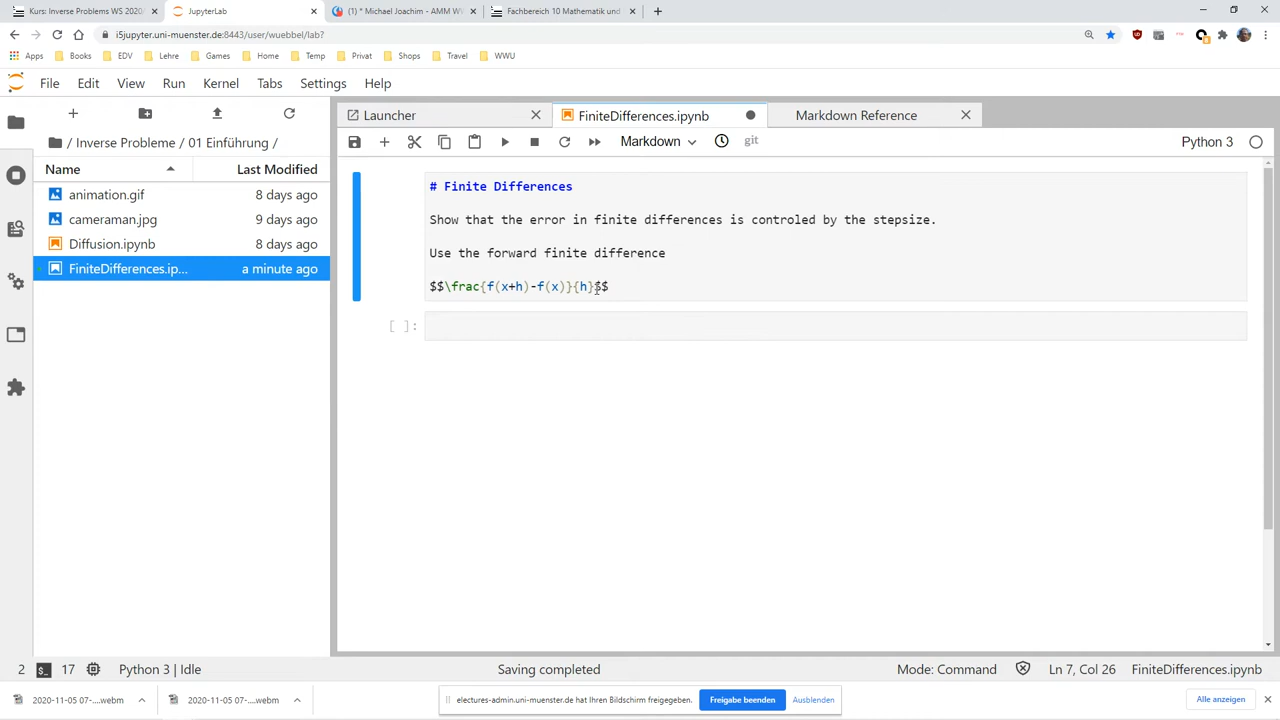 Kurs: Inverse Problems WS 2020/
JupyterLab
(1) * Michael Joachim - AMM WW
Fachbereich 10 Mathematik und
i5jupyter.uni-muenster.de:8443/user/wuebbel/lab?
Apps Books EDV Lehre Games Home Temp Privat Shops Travel WWU
File Edit View Run Kernel Tabs Settings Help
Launcher
FiniteDifferences.ipynb
Markdown Reference
Markdown
git
Python 3
/ Inverse Probleme / 01 Einführung /
Name Last Modified
animation.gif 8 days ago
cameraman.jpg 9 days ago
Diffusion.ipynb 8 days ago
FiniteDifferences.ip... a minute ago
# Finite Differences
Show that the error in finite differences is controled by the stepsize.
Use the forward finite difference
$$\frac{f(x+h)-f(x)}{h}$$
[ ]:
2 17 Python 3 | Idle Saving completed Mode: Command Ln 7, Col 26 FiniteDifferences.ipynb
2020-11-05 07-....webm 2020-11-05 07-....webm electures-admin.uni-muenster.de hat Ihren Bildschirm freigegeben. Freigabe beenden Ausblenden Alle anzeigen